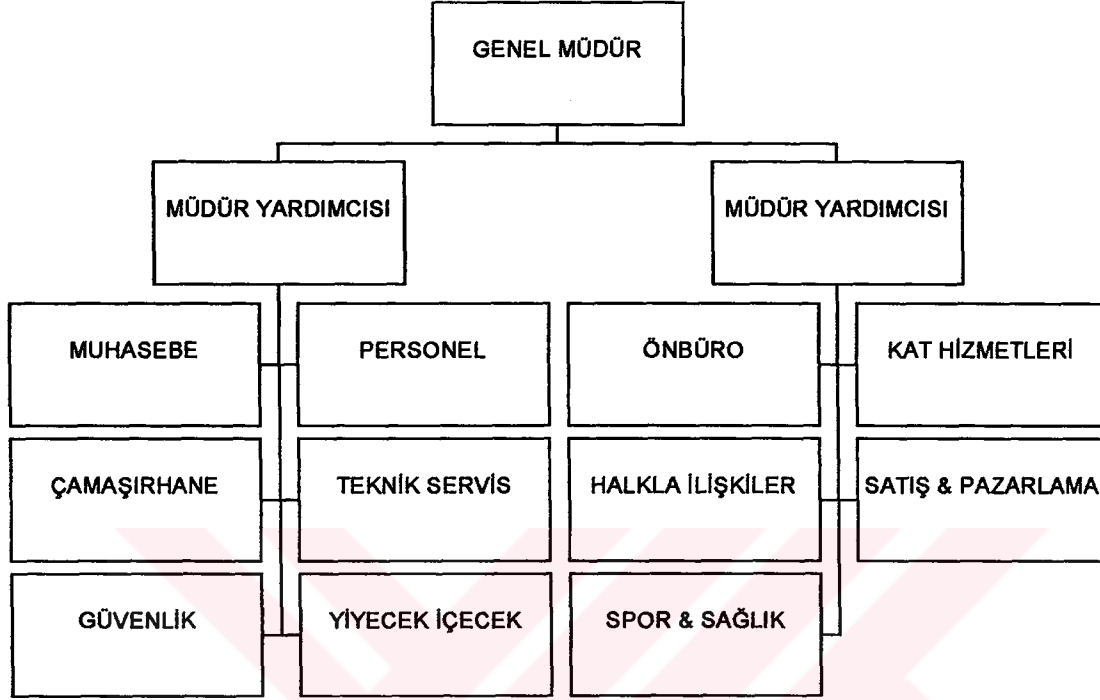 GENEL MÜDÜR
MÜDÜR YARDIMCISI
MÜDÜR YARDIMCISI
MUHASEBE
PERSONEL
ÖNBÜRO
KAT HİZMETLERİ
ÇAMAŞIRHANE
TEKNİK SERVİS
HALKLA İLİŞKİLER
SATIŞ & PAZARLAMA
GÜVENLİK
YİYECEK İÇECEK
SPOR & SAĞLIK